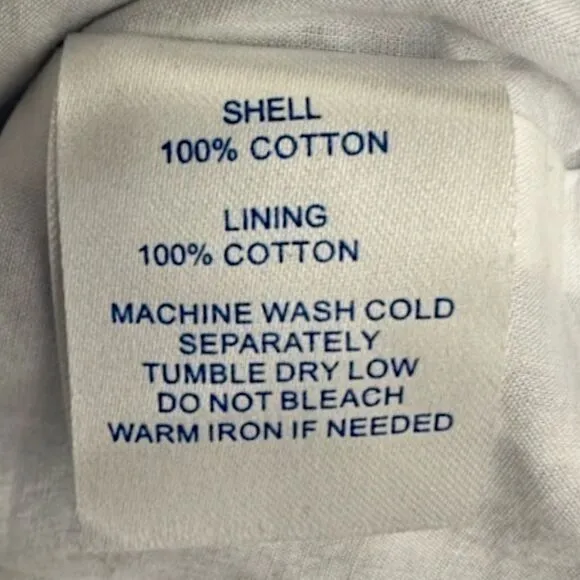 SHELL
100% COTTON
LINING
100% COTTON
MACHINE WASH COLD
SEPARATELY
TUMBLE DRY LOW
DO NOT BLEACH
WARM IRON IF NEEDED